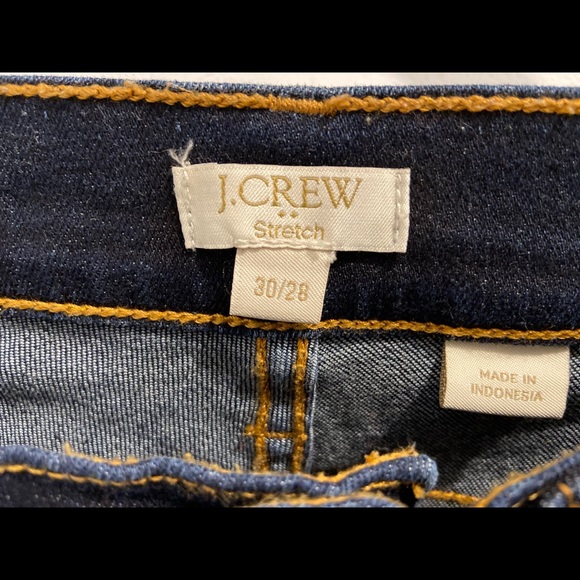 J.CREW
Stretch
30/28
MADE IN
INDONESIA